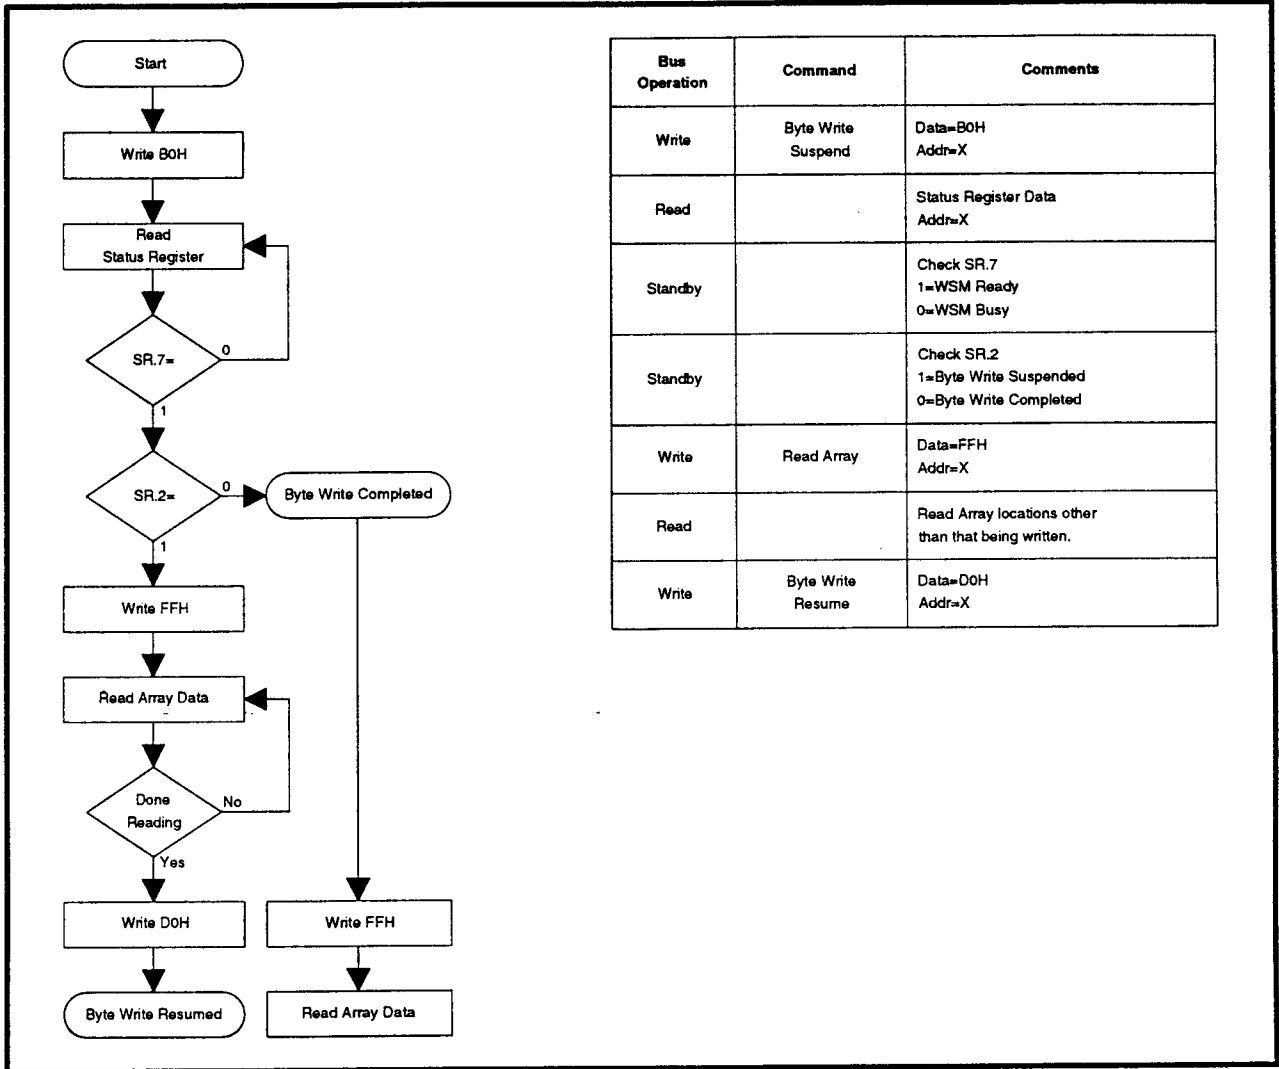 Start
Write B0H
Read
Status Register
SR.7=
0
1
SR.2=
0
Byte Write Completed
1
Write FFH
Read Array Data
Done
Reading
No
Yes
Write D0H
Write FFH
Byte Write Resumed
Read Array Data
Bus
Operation
Command
Comments
Write
Byte Write
Suspend
Data=B0H
Addr=X
Read
Status Register Data
Addr=X
Standby
Check SR.7
1=WSM Ready
0=WSM Busy
Standby
Check SR.2
1=Byte Write Suspended
0=Byte Write Completed
Write
Read Array
Data=FFH
Addr=X
Read
Read Array locations other
than that being written.
Write
Byte Write
Resume
Data=D0H
Addr=X